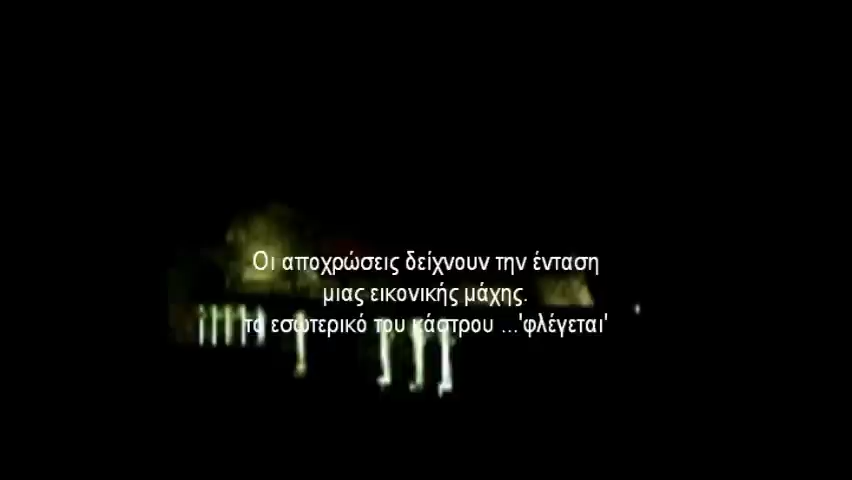 Οι αποχρώσεις δείχνουν την ένταση
μιας εικονικής μάχης.
το εσωτερικό του κάστρου ...'φλέγεται'